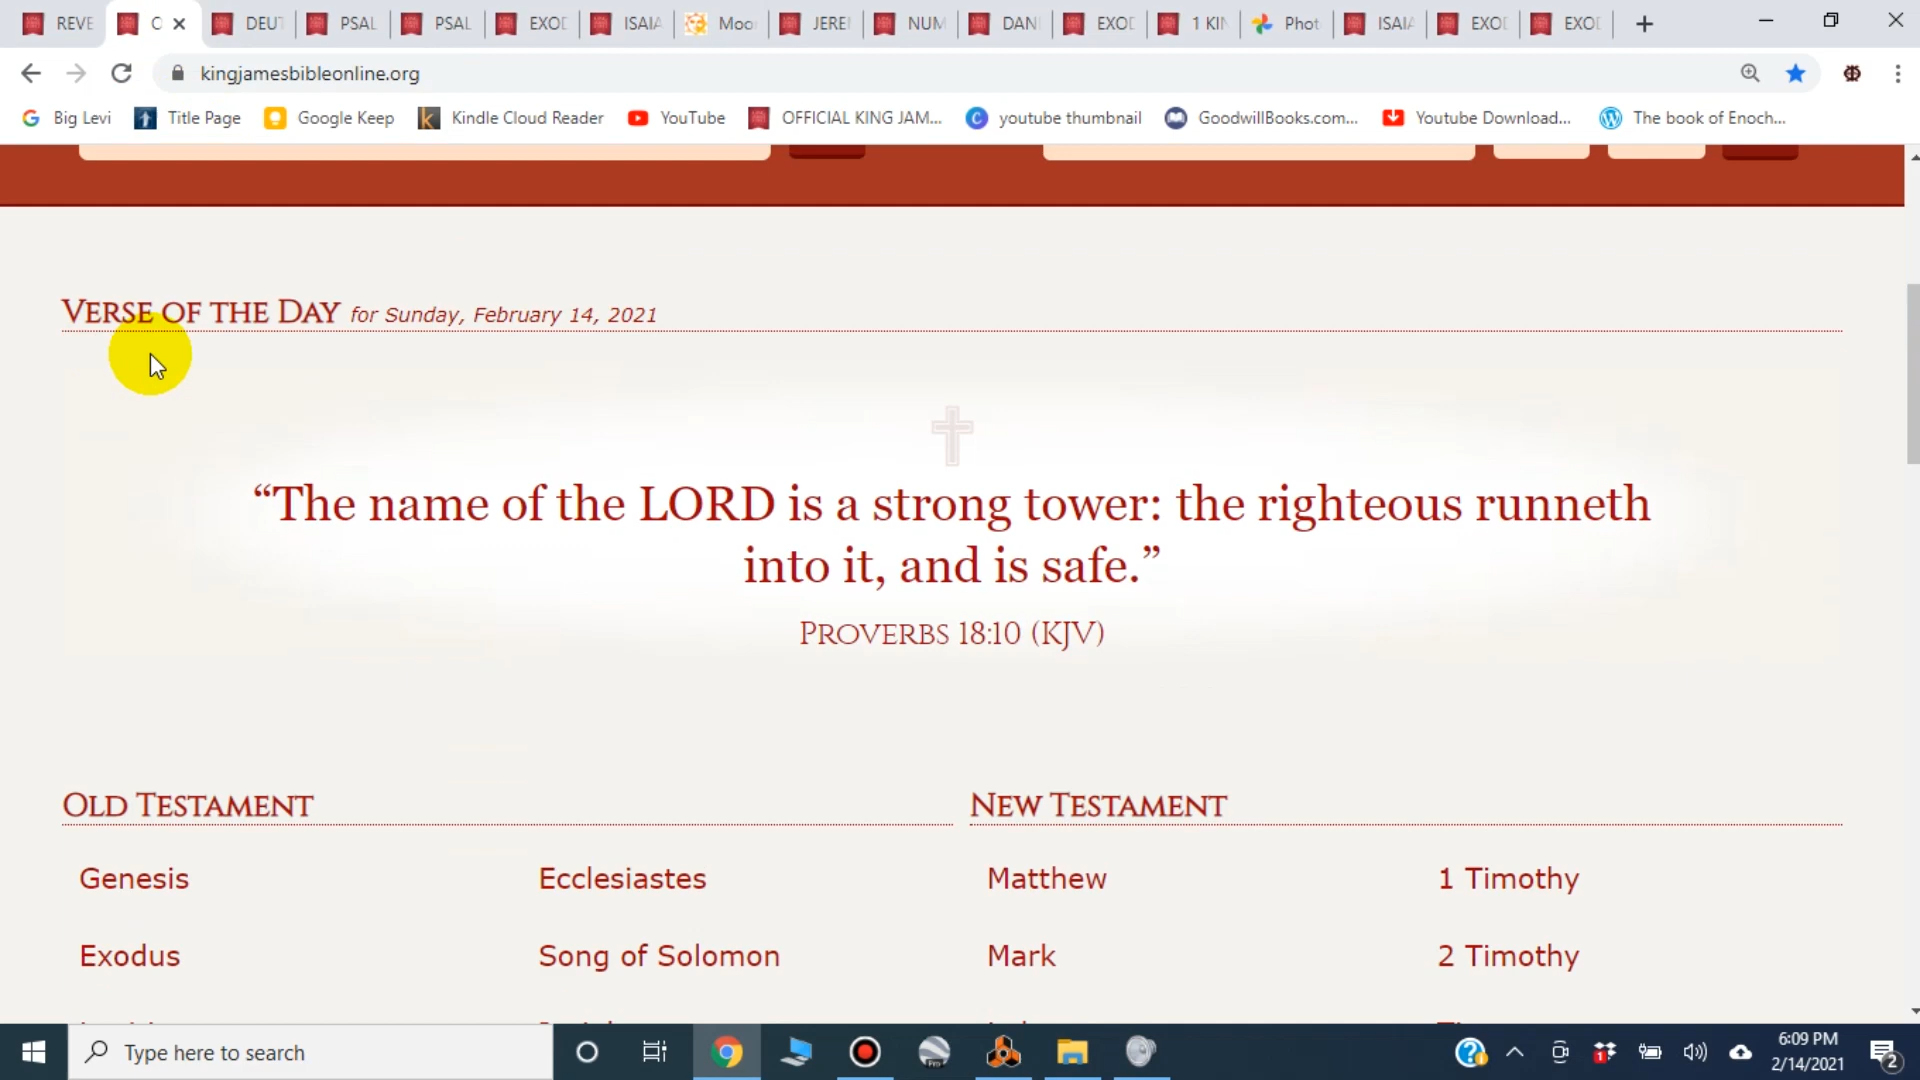 REVE
O
DEUT
PSAL
PSAL
EXOD
ISAIA
Moo
JERE
NUM
DAN
EXOD
1 KIN
Phot
ISAIA
EXO
EXO
kingjamesbibleonline.org
Big Levi
Title Page
Google Keep
Kindle Cloud Reader
YouTube
OFFICIAL KING JAM...
youtube thumbnail
GoodwillBooks.com...
Youtube Download...
The book of Enoch...
VERSE OF THE DAY for Sunday, February 14, 2021
“The name of the LORD is a strong tower: the righteous runneth
into it, and is safe.”
PROVERBS 18:10 (KJV)
OLD TESTAMENT
NEW TESTAMENT
Genesis
Ecclesiastes
Matthew
1 Timothy
Exodus
Song of Solomon
Mark
2 Timothy
Type here to search
6:09 PM
2/14/2021